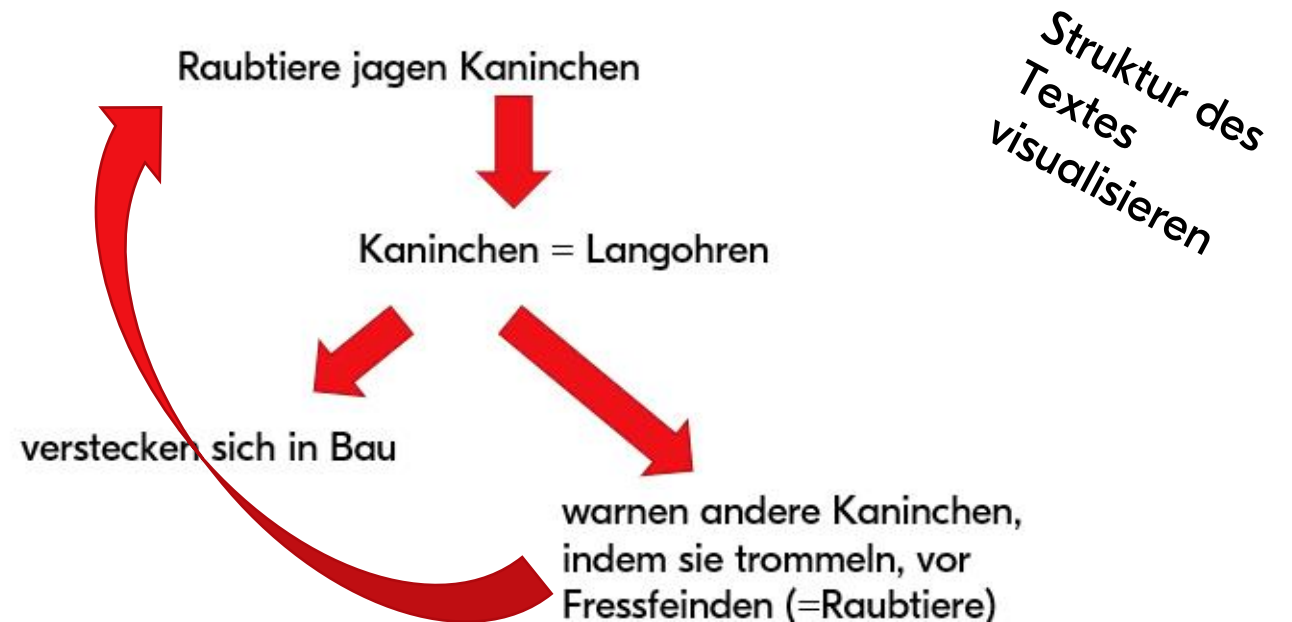 Raubtiere jagen Kaninchen
Struktur des
Textes
visualisieren
Kaninchen = Langohren
verstecken sich in Bau
warnen andere Kaninchen,
indem sie trommeln, vor
Fressfeinden (=Raubtiere)